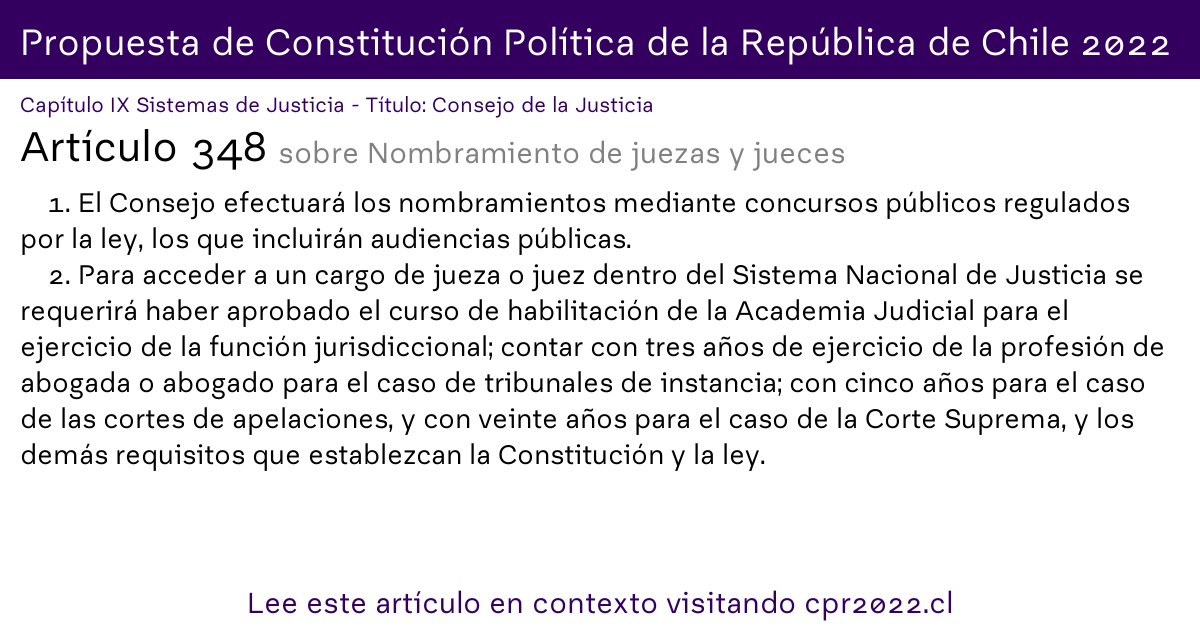 Propuesta de Constitución Política de la República de Chile 2022
Capítulo IX Sistemas de Justicia - Título: Consejo de la Justicia
Artículo 348 sobre Nombramiento de juezas y jueces
1. El Consejo efectuará los nombramientos mediante concursos públicos regulados
por la ley, los que incluirán audiencias públicas.
2. Para acceder a un cargo de jueza o juez dentro del Sistema Nacional de Justicia se
requerirá haber aprobado el curso de habilitación de la Academia Judicial para el
ejercicio de la función jurisdiccional; contar con tres años de ejercicio de la profesión de
abogada o abogado para el caso de tribunales de instancia; con cinco años para el caso
de las cortes de apelaciones, y con veinte años para el caso de la Corte Suprema, y los
demás requisitos que establezcan la Constitución y la ley.
Lee este artículo en contexto visitando cpr2022.cl